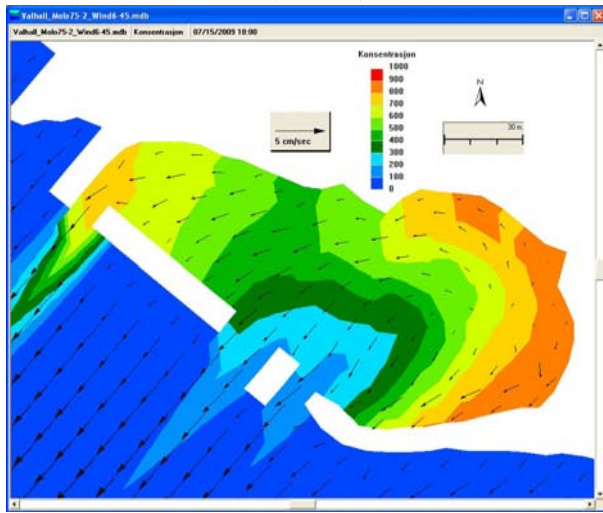 Valhall_Molo75-2_Wind6-45.mdb
Valhall_Molo75-2_Wind6-45.mdb Konsentrasjon 07/15/2009 10:00
Konsentrasjon
1000
900
800
700
600
500
400
300
200
100
0
5 cm/sec
N
30 m